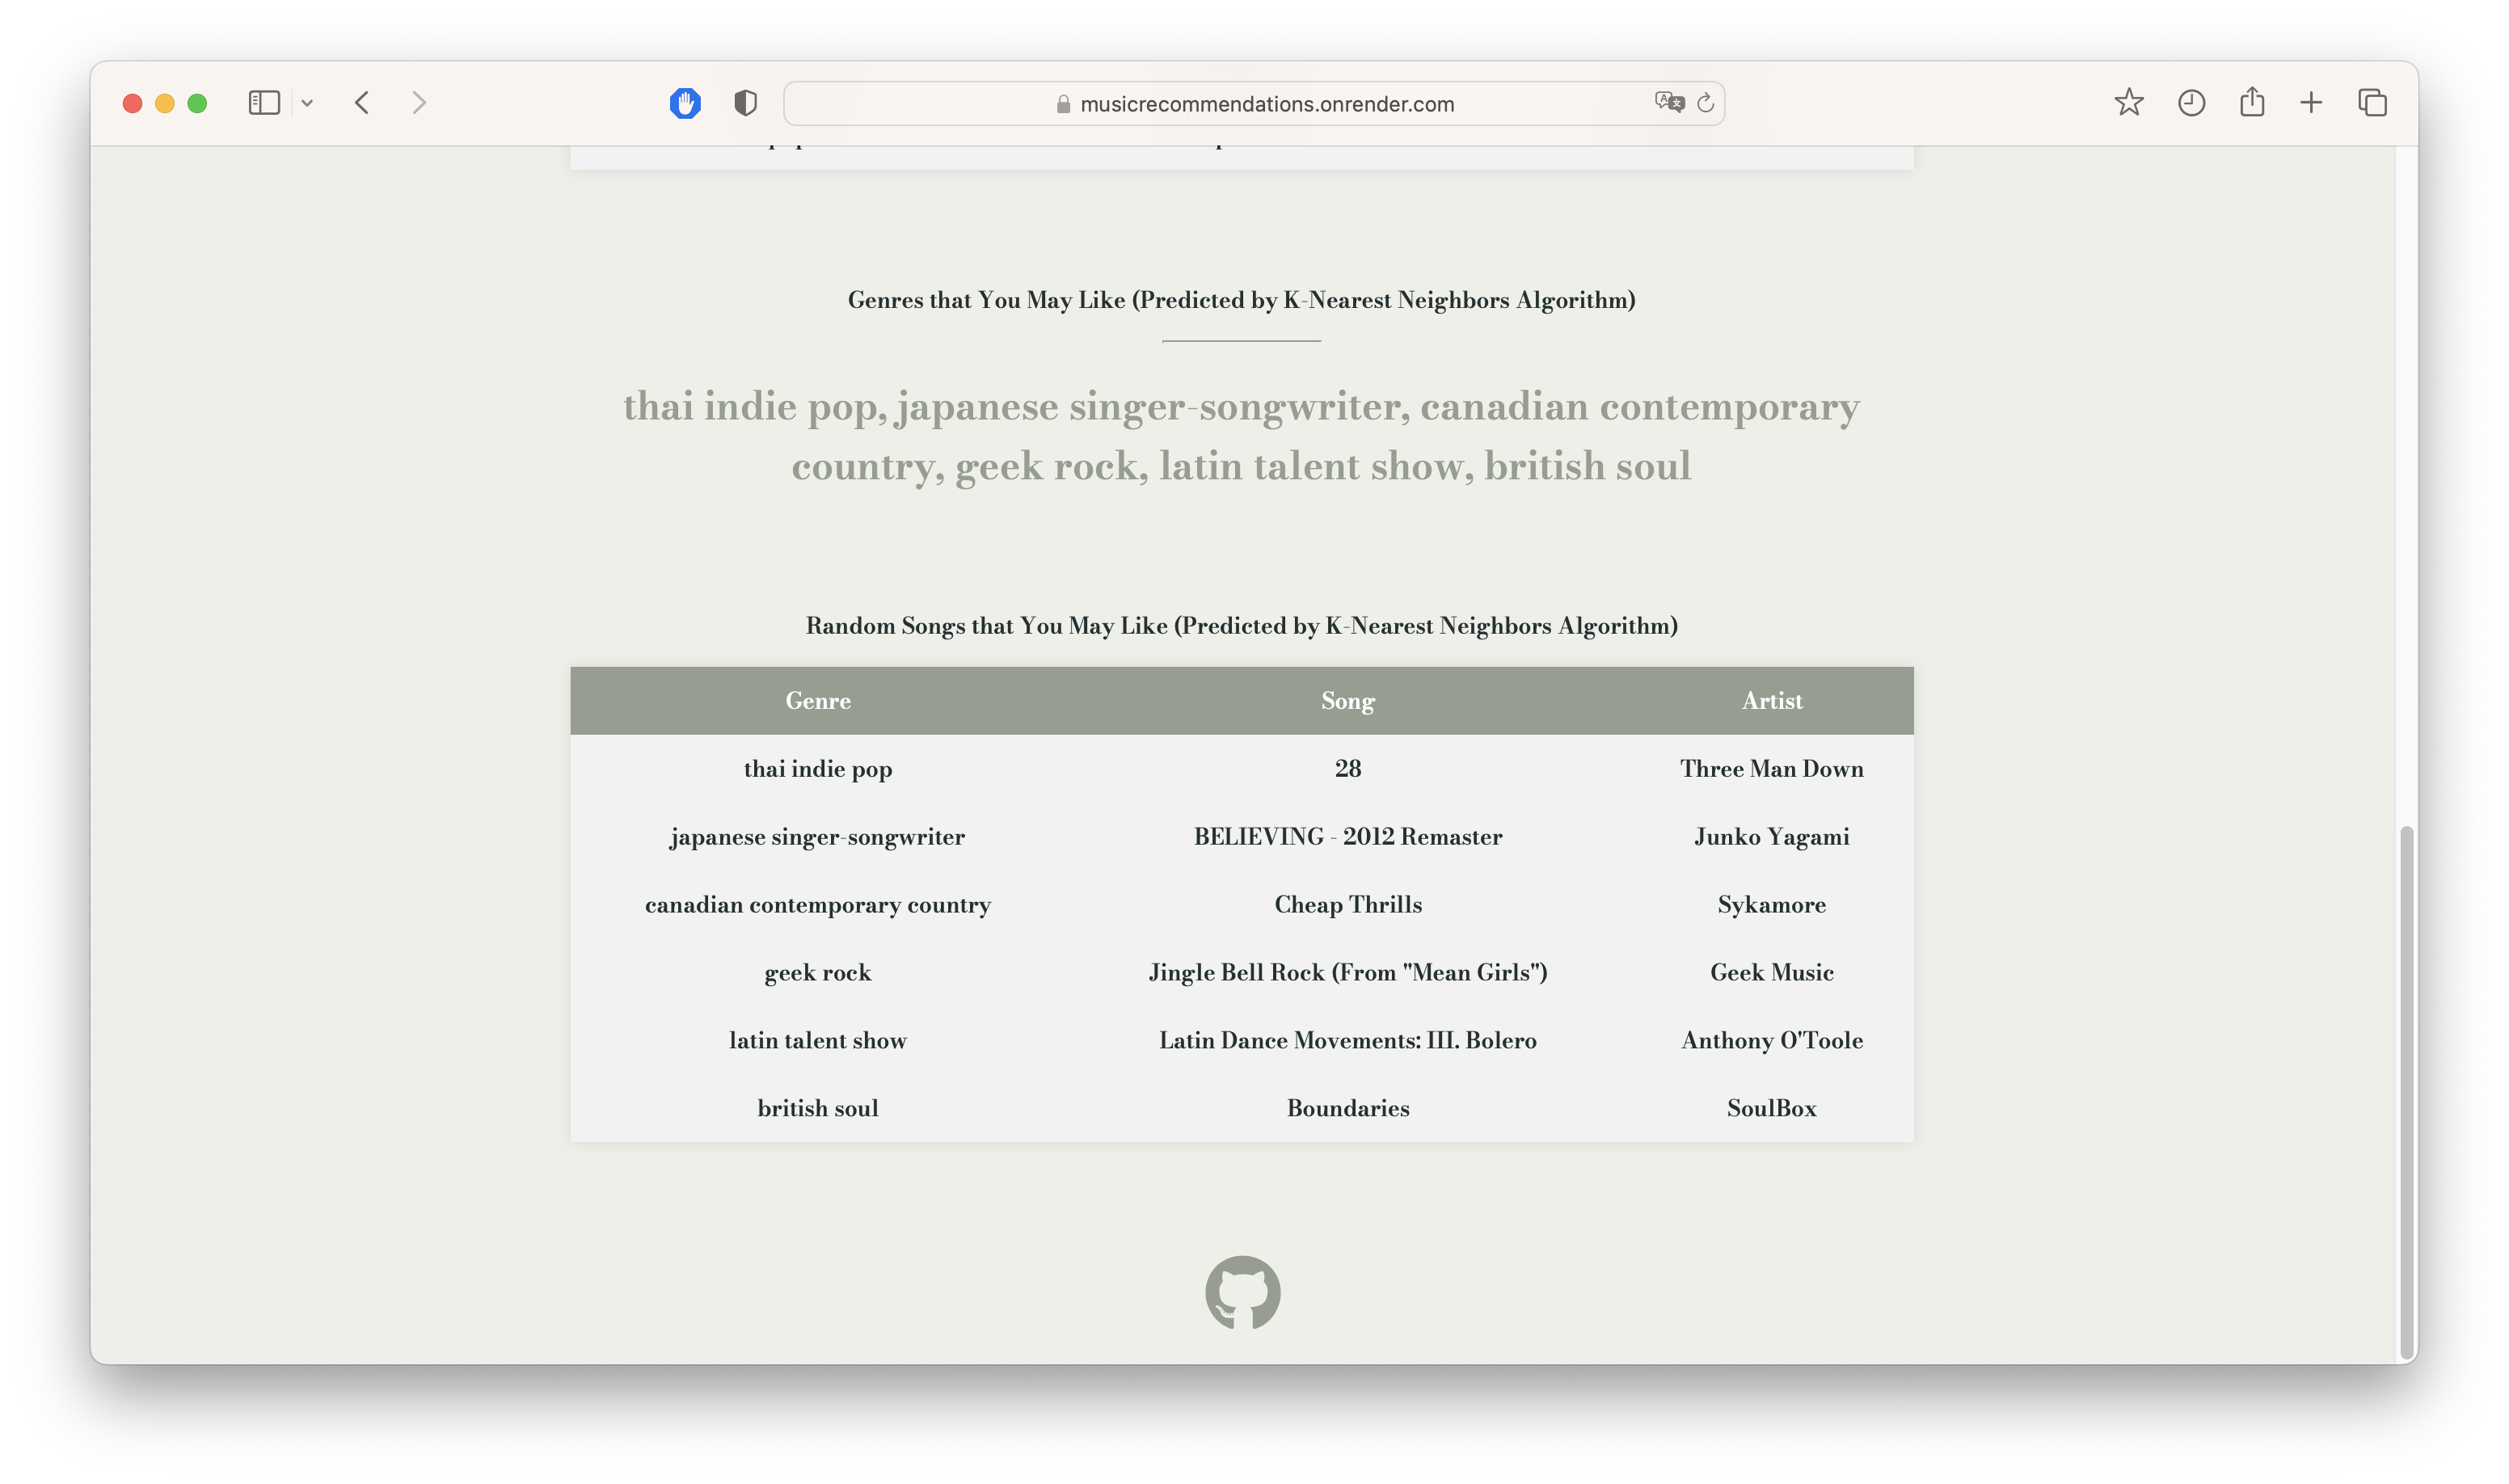 musicrecommendations.onrender.com
Genres that You May Like (Predicted by K-Nearest Neighbors Algorithm)
thai indie pop, japanese singer-songwriter, canadian contemporary
country, geek rock, latin talent show, british soul
Random Songs that You May Like (Predicted by K-Nearest Neighbors Algorithm)
Genre Song Artist
thai indie pop 28 Three Man Down
japanese singer-songwriter BELIEVING - 2012 Remaster Junko Yagami
canadian contemporary country Cheap Thrills Sykamore
geek rock Jingle Bell Rock (From "Mean Girls") Geek Music
latin talent show Latin Dance Movements: III. Bolero Anthony O'Toole
british soul Boundaries SoulBox